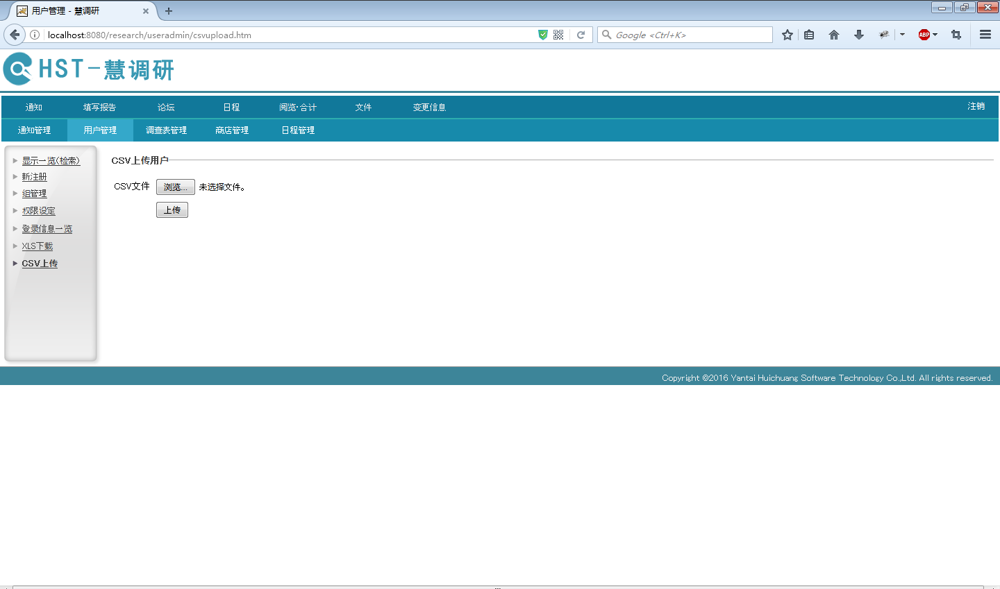 用户管理 - 慧调研
localhost:8080/research/useradmin/csvupload.htm
Google <Ctrl+K>
ABP
HST-慧调研
通知 填写报告 论坛 日程 阅览·合计 文件 变更信息 注销
通知管理 用户管理 调查表管理 商店管理 日程管理
显示一览(检索)
新注册
组管理
权限设定
登录信息一览
XLS下载
CSV上传
CSV上传用户
CSV文件 浏览... 未选择文件。
上传
Copyright ©2016 Yantai Huichuang Software Technology Co.,Ltd. All rights reserved.